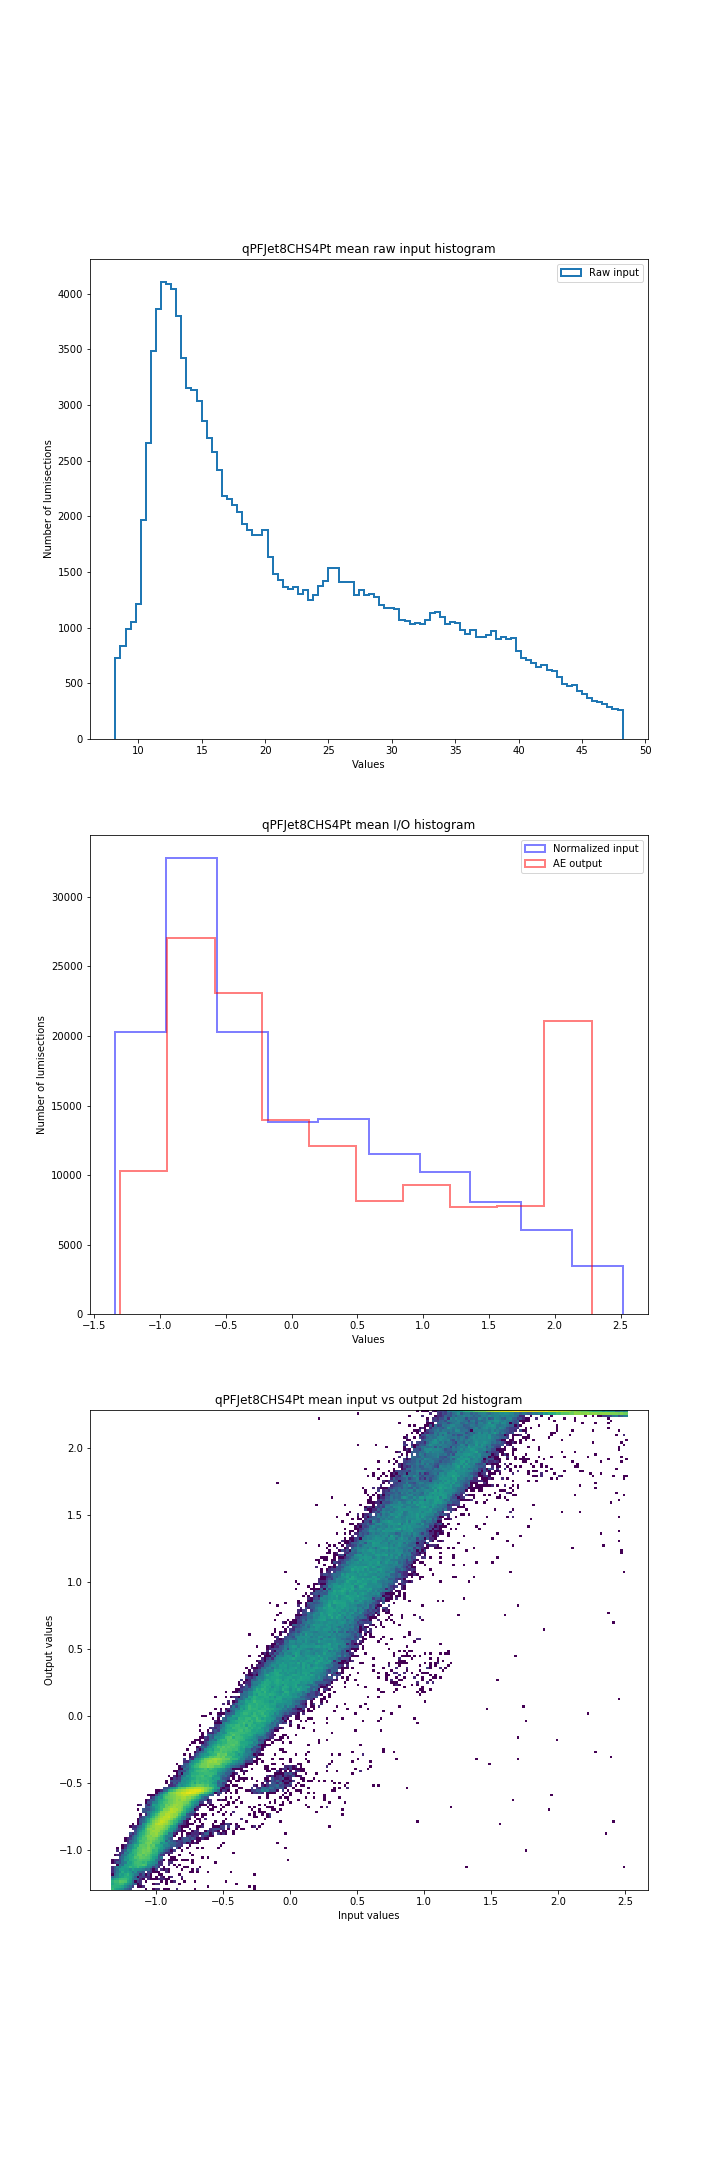 qPFJet8CHS4Pt mean raw input histogram
Raw input
4000
3500
3000
2500
2000
1500
1000
500
0
Number of lumisections
10 15 20 25 30 35 40 45 50
Values
qPFJet8CHS4Pt mean I/O histogram
Normalized input
AE output
30000
25000
20000
15000
10000
5000
0
Number of lumisections
−1.5 −1.0 −0.5 0.0 0.5 1.0 1.5 2.0 2.5
Values
qPFJet8CHS4Pt mean input vs output 2d histogram
2.0
1.5
1.0
0.5
0.0
−0.5
−1.0
Output values
−1.0 −0.5 0.0 0.5 1.0 1.5 2.0 2.5
Input values